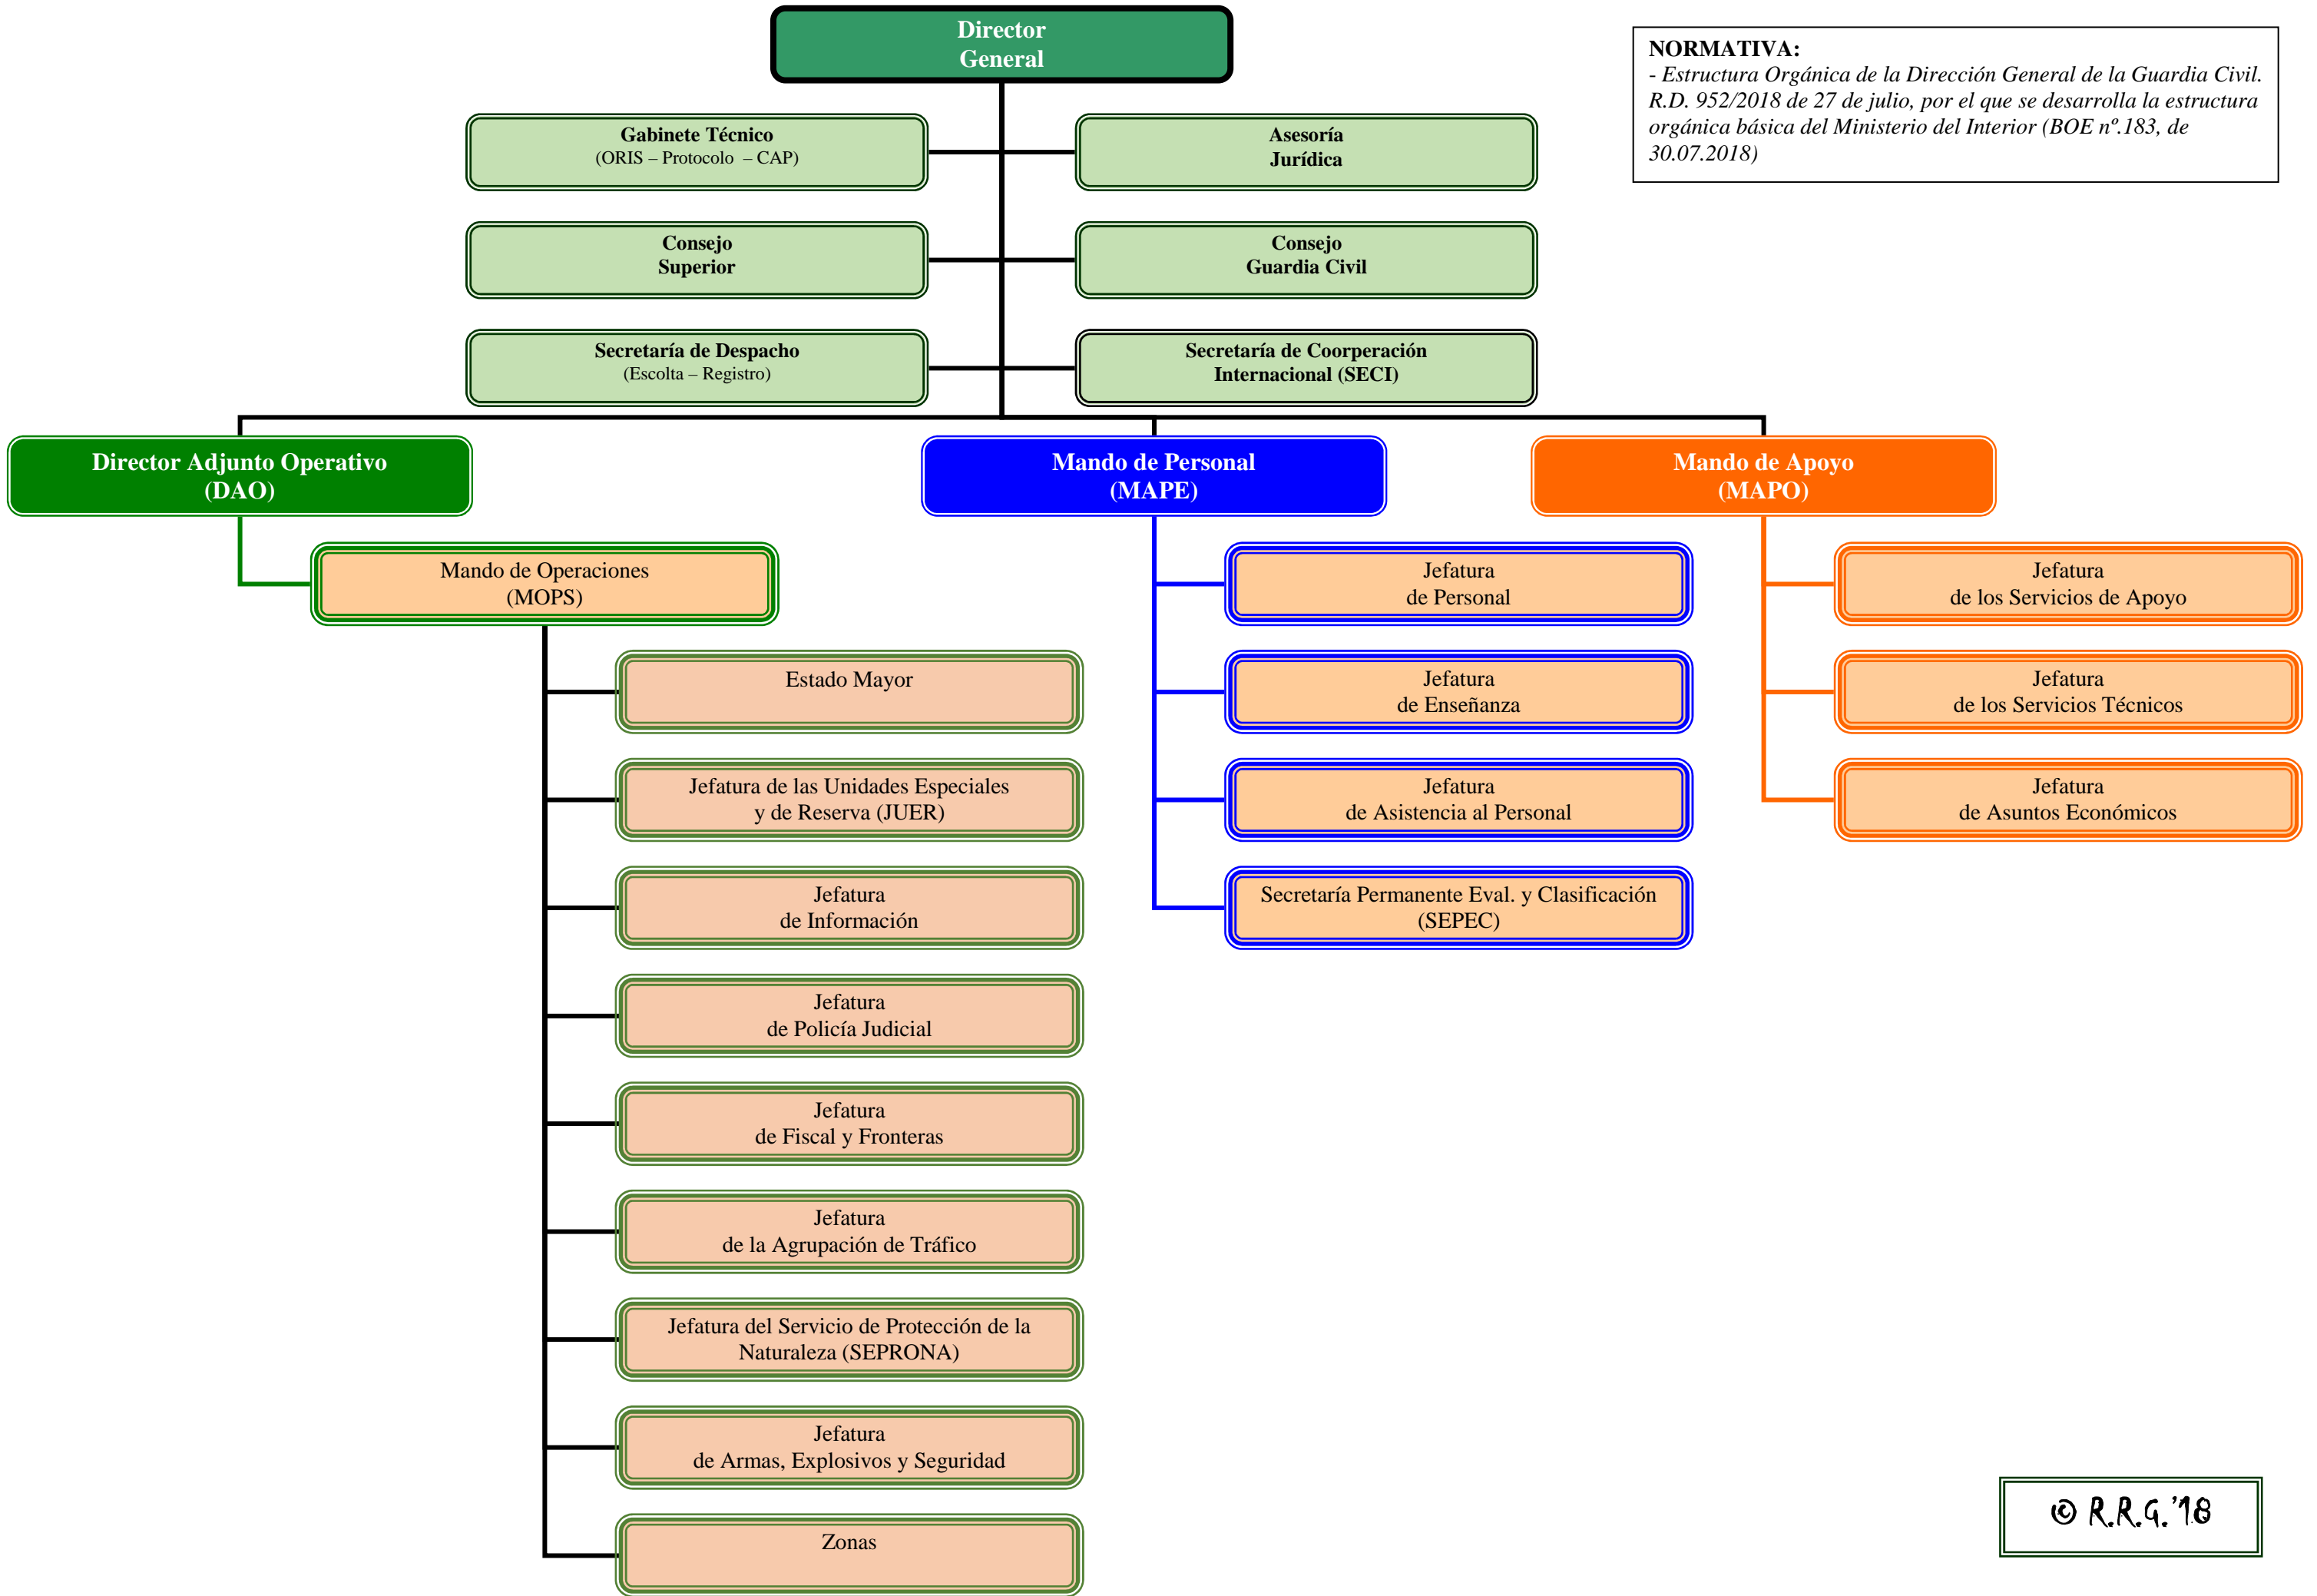 Director
General
NORMATIVA:
- Estructura Orgánica de la Dirección General de la Guardia Civil.
R.D. 952/2018 de 27 de julio, por el que se desarrolla la estructura
orgánica básica del Ministerio del Interior (BOE nº.183, de
30.07.2018)
Gabinete Técnico
(ORIS – Protocolo – CAP)
Asesoría
Jurídica
Consejo
Superior
Consejo
Guardia Civil
Secretaría de Despacho
(Escolta – Registro)
Secretaría de Coorperación
Internacional (SECI)
Director Adjunto Operativo
(DAO)
Mando de Personal
(MAPE)
Mando de Apoyo
(MAPO)
Mando de Operaciones
(MOPS)
Jefatura
de Personal
Jefatura
de los Servicios de Apoyo
Estado Mayor
Jefatura
de Enseñanza
Jefatura
de los Servicios Técnicos
Jefatura de las Unidades Especiales
y de Reserva (JUER)
Jefatura
de Asistencia al Personal
Jefatura
de Asuntos Económicos
Jefatura
de Información
Secretaría Permanente Eval. y Clasificación
(SEPEC)
Jefatura
de Policía Judicial
Jefatura
de Fiscal y Fronteras
Jefatura
de la Agrupación de Tráfico
Jefatura del Servicio de Protección de la
Naturaleza (SEPRONA)
Jefatura
de Armas, Explosivos y Seguridad
Zonas
© R.R.G.'18